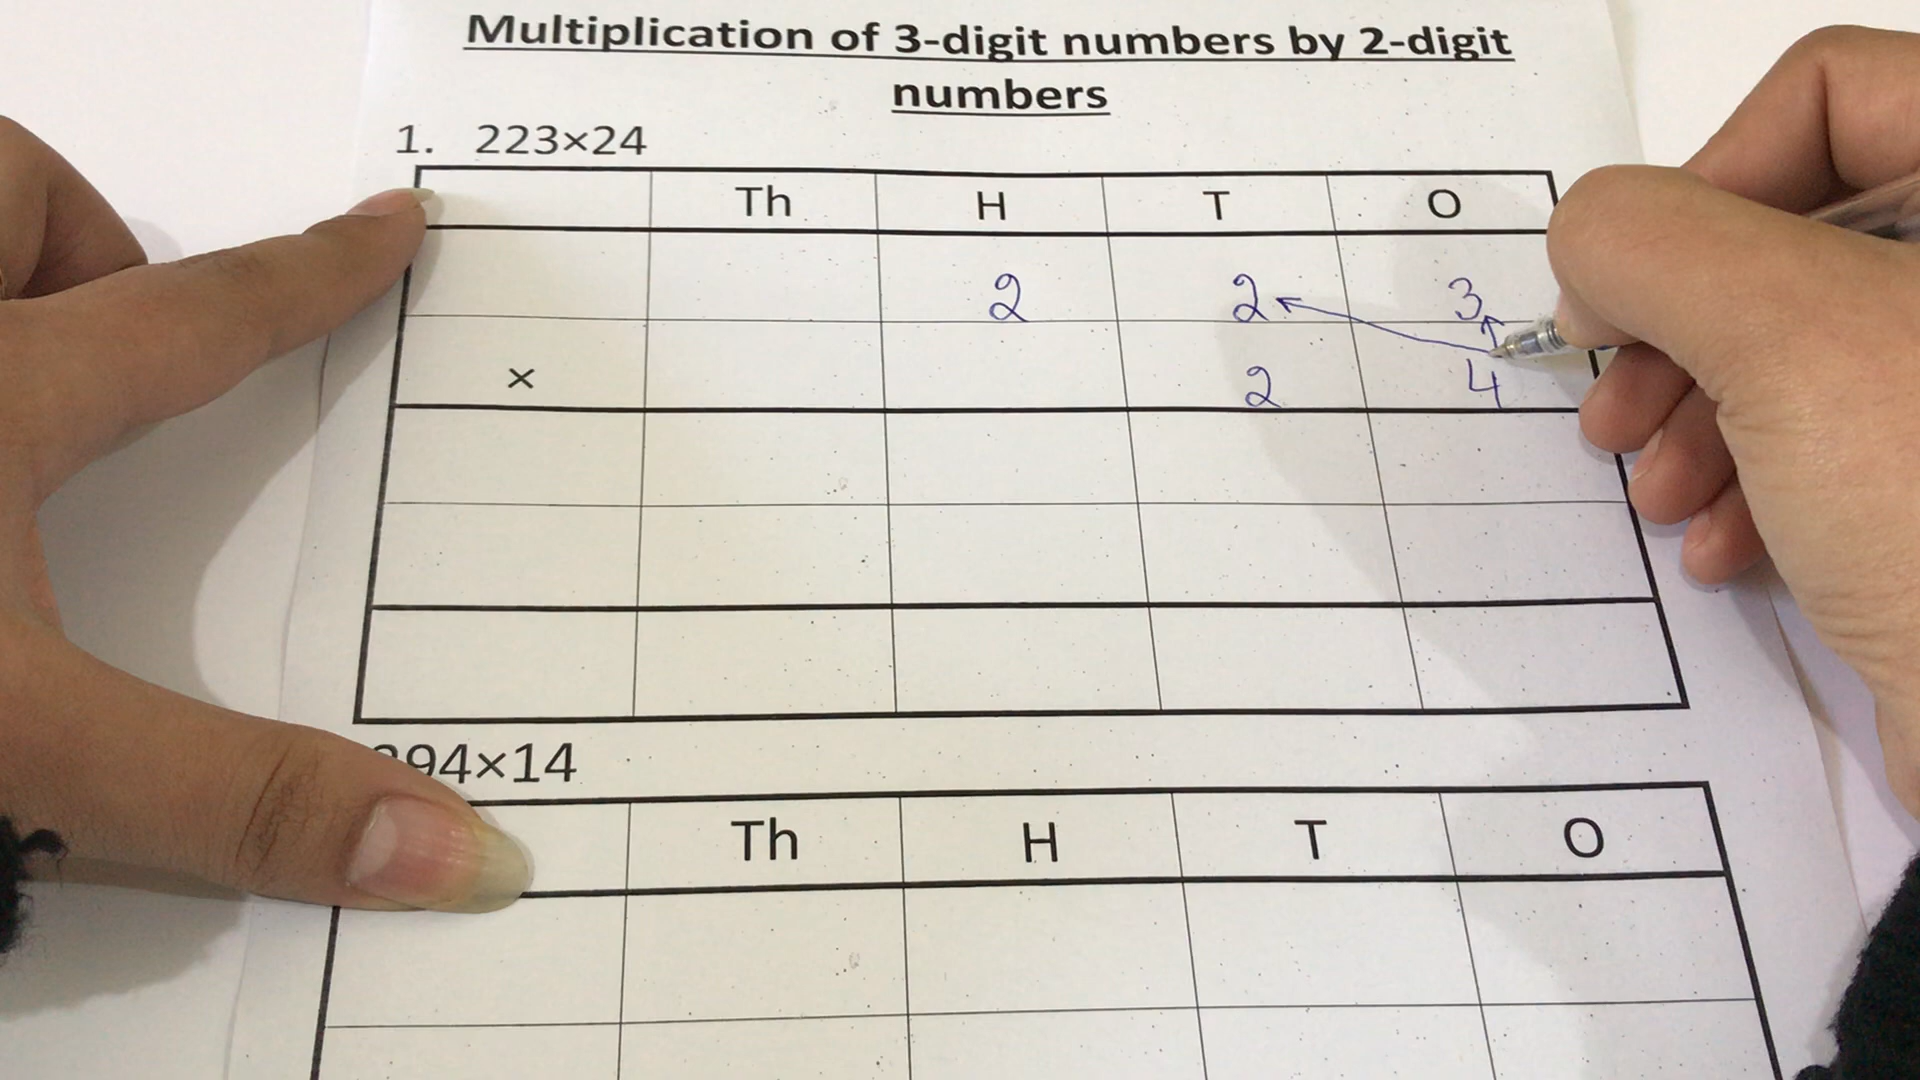 Multiplication of 3-digit numbers by 2-digit
numbers
1. 223×24
Th H T O
2 2 3
× 2 4
94×14
Th H T O